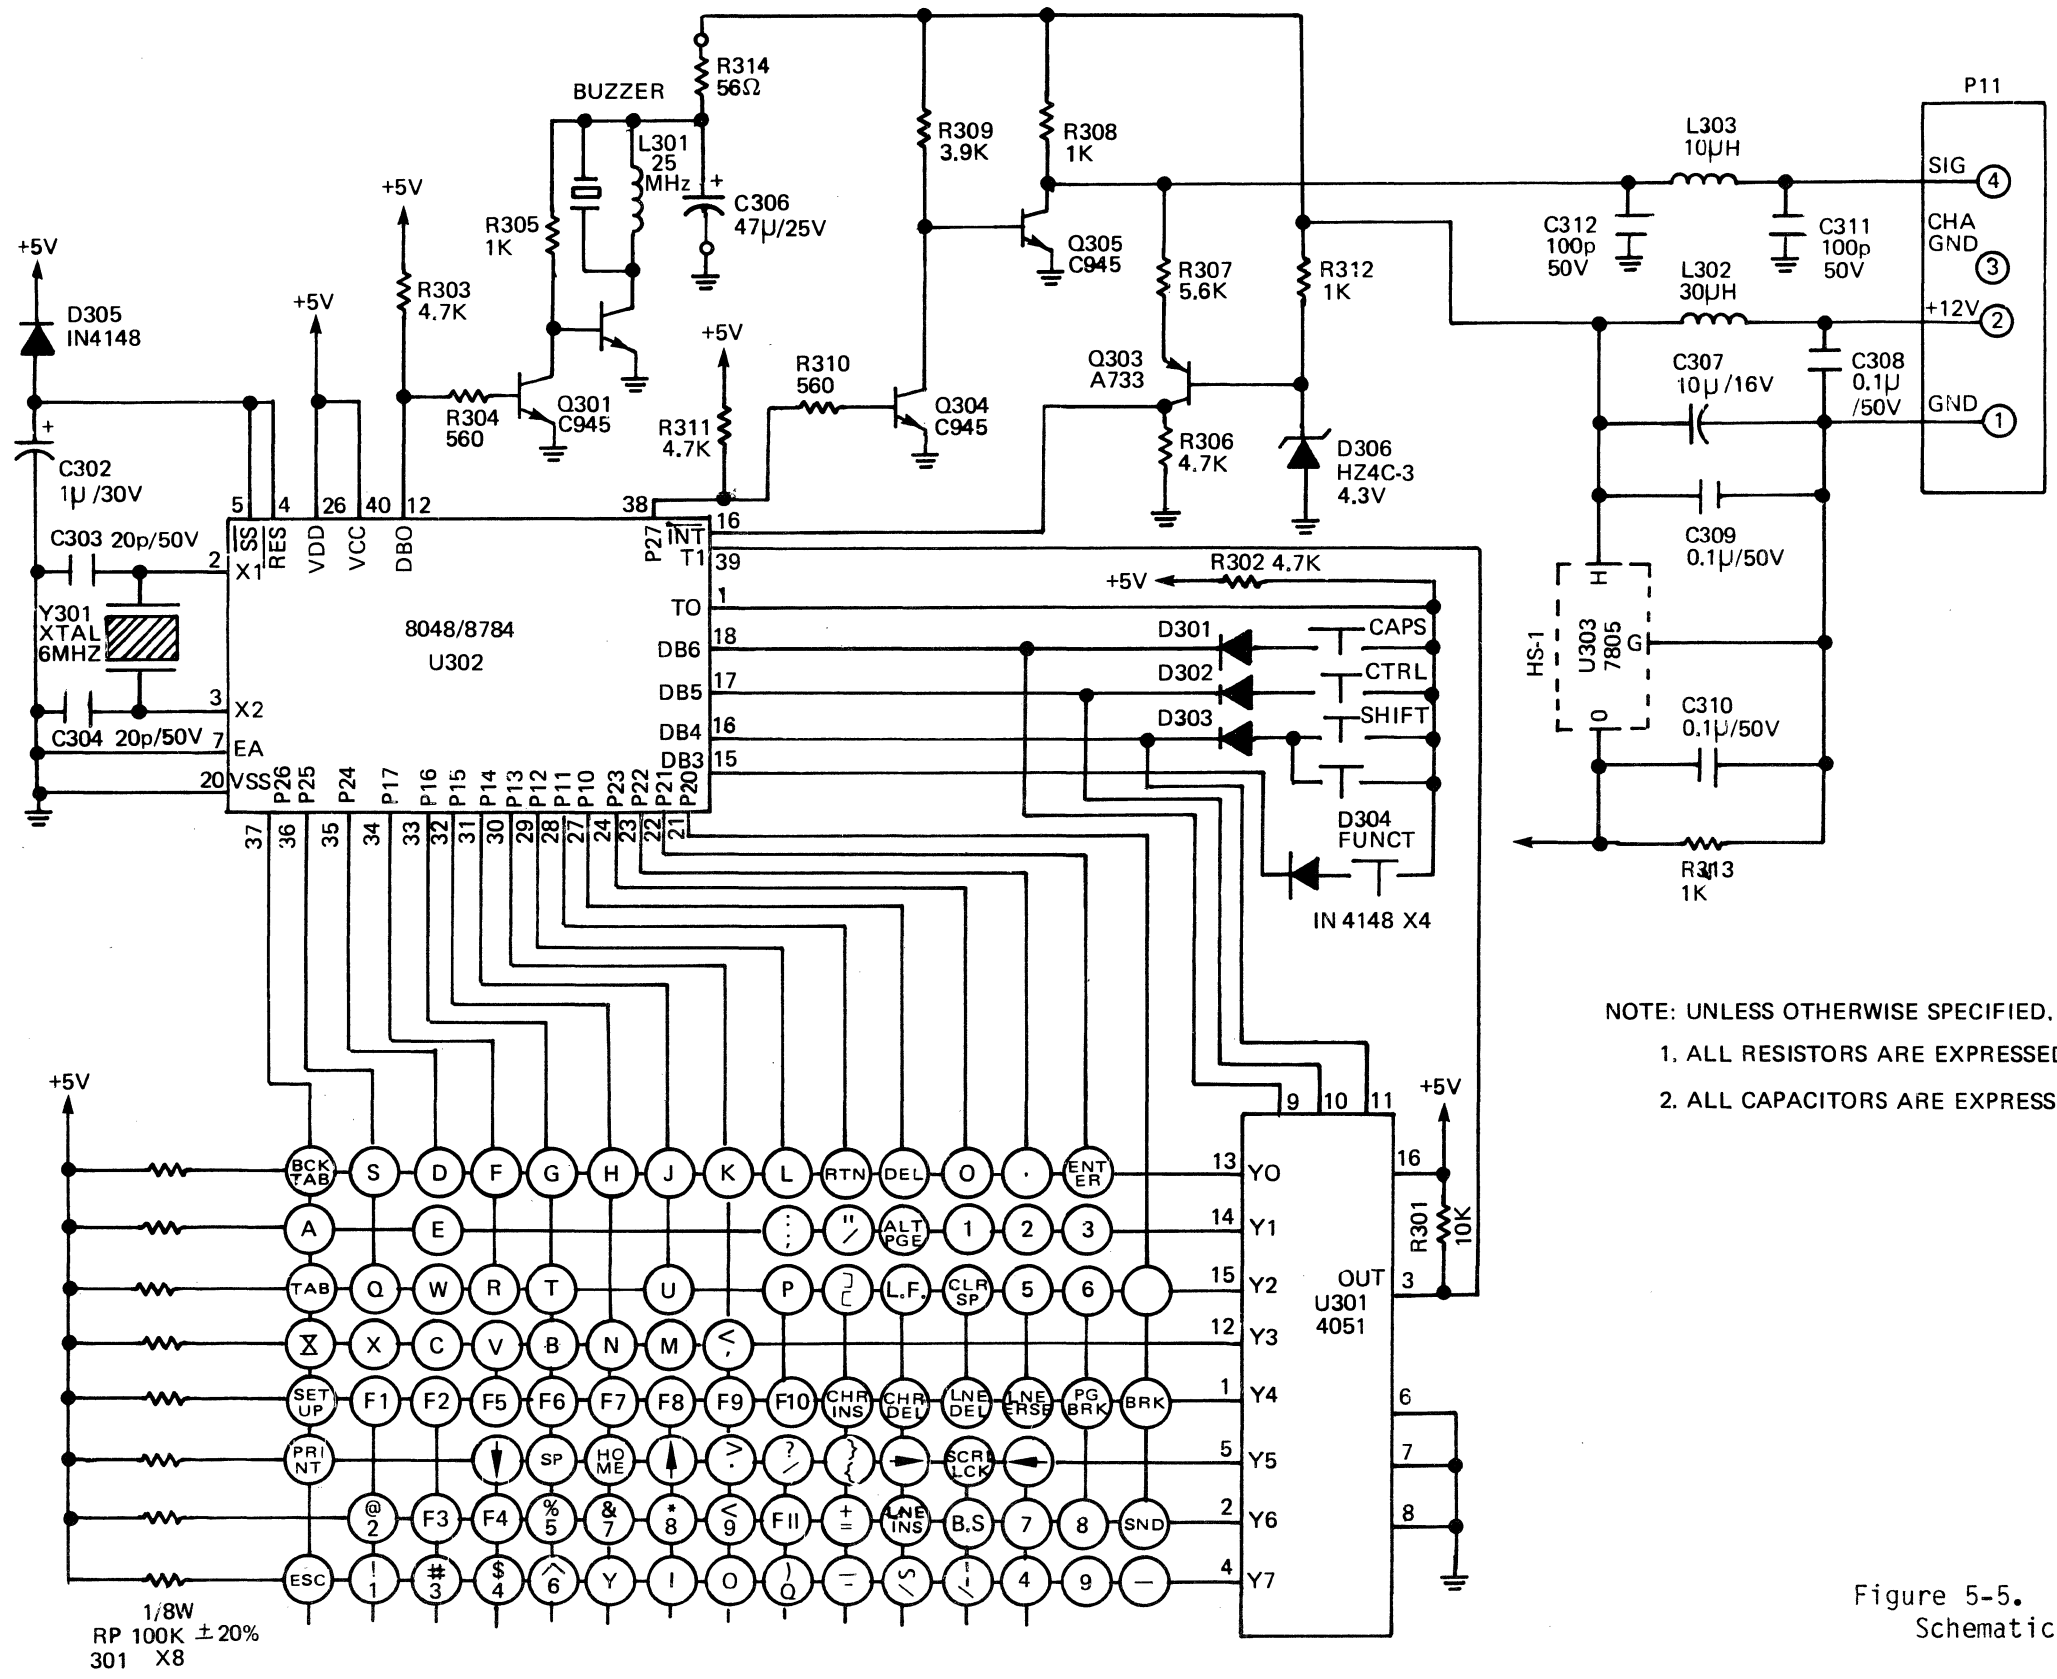 P11
R314
56Ω
BUZZER
L301
25
MHz
+
C306
47µ/25V
R309
3.9K
R308
1K
L303
10µH
SIG
4
CHA
GND
3
C312
100p
50V
C311
100p
50V
L302
30µH
+12V
2
+5V
R305
1K
Q305
C945
R307
5.6K
R312
1K
+5V
D305
IN4148
+5V
R303
4.7K
+5V
R310
560
Q303
A733
C307
10µ/16V
C308
0.1µ
/50V
GND
1
R304
560
Q301
C945
R311
4.7K
Q304
C945
R306
4.7K
D306
HZ4C-3
4.3V
+
C302
1µ/30V
5
4
26
40
12
38
16
C303
20p/50V
2
X1
SS
RES
VDD
VCC
DBO
P27
INT
T1
39
C309
0.1µ/50V
R302 4.7K
+5V
Y301
XTAL
6MHZ
8048/8784
U302
TO
1
DB6
18
D301
CAPS
DB5
17
D302
CTRL
DB4
16
D303
SHIFT
DB3
15
HS-1
H
U303
7805
G
O
3
X2
C304
20p/50V
7
EA
20
VSS
C310
0.1µ/50V
P26
P25
P24
P17
P16
P15
P14
P13
P12
P11
P10
P23
P22
P21
P20
37
36
35
34
33
32
31
30
29
28
27
24
23
22
21
D304
FUNCT
IN 4148 X4
R313
1K
NOTE: UNLESS OTHERWISE SPECIFIED.
1. ALL RESISTORS ARE EXPRESSED
2. ALL CAPACITORS ARE EXPRESS
+5V
+5V
9
10
11
BCK TAB
S
D
F
G
H
J
K
L
RTN
DEL
O
.
ENT ER
13
Y0
16
A
E
: ;
" /
ALT PGE
1
2
3
14
Y1
R301
10K
TAB
Q
W
R
T
U
P
] [
L.F.
CLR SP
5
6
15
Y2
OUT
3
U301
4051
X
X
C
V
B
N
M
< ,
12
Y3
SET UP
F1
F2
F5
F6
F7
F8
F9
F10
CHR INS
CHR DEL
LNE DEL
LNE ERSE
PG BRK
BRK
1
Y4
6
PRI NT
SP
HO ME
> .
? /
} {
SCRL LCK
5
Y5
7
@ 2
F3
F4
% 5
& 7
* 8
< 9
F11
+ =
LNE INS
B.S
7
8
SND
2
Y6
8
ESC
! 1
# 3
$ 4
^ 6
Y
I
O
) Q
4
9
—
4
Y7
1/8W
RP 100K ±20%
301 X8
Figure 5-5.
Schematic